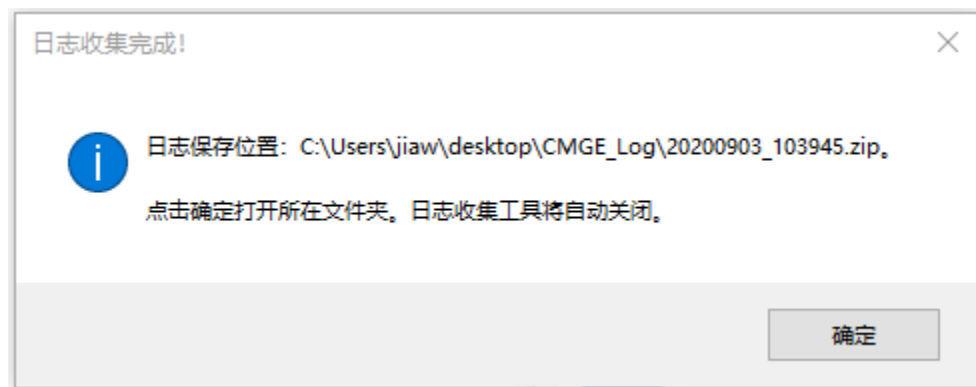 日志收集完成!
日志保存位置：C:\Users\jiaw\desktop\CMGE_Log\20200903_103945.zip。
点击确定打开所在文件夹。日志收集工具将自动关闭。
确定